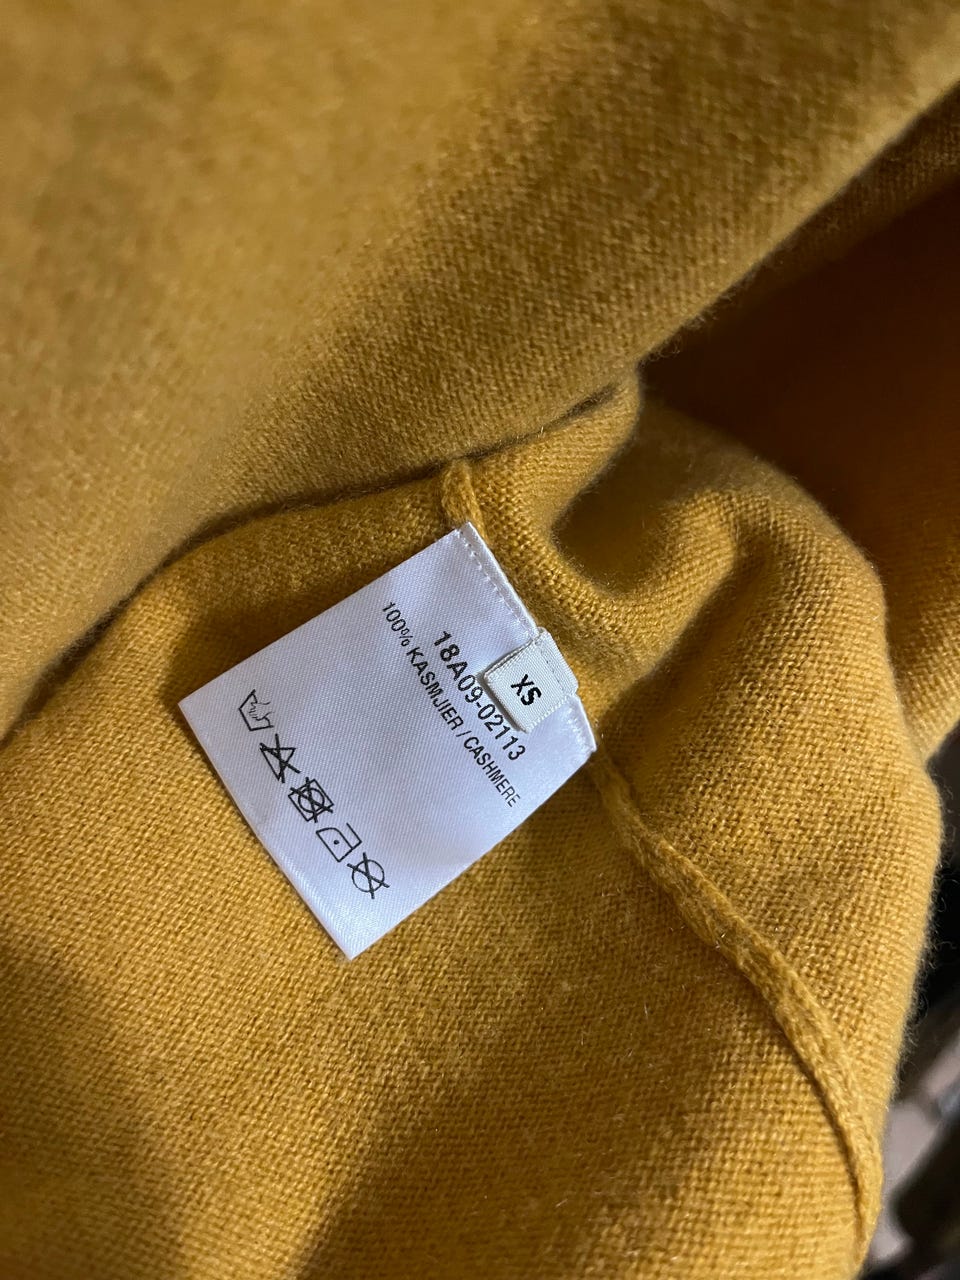 XS
18A09-02113
100% KASMJIER / CASHMERE